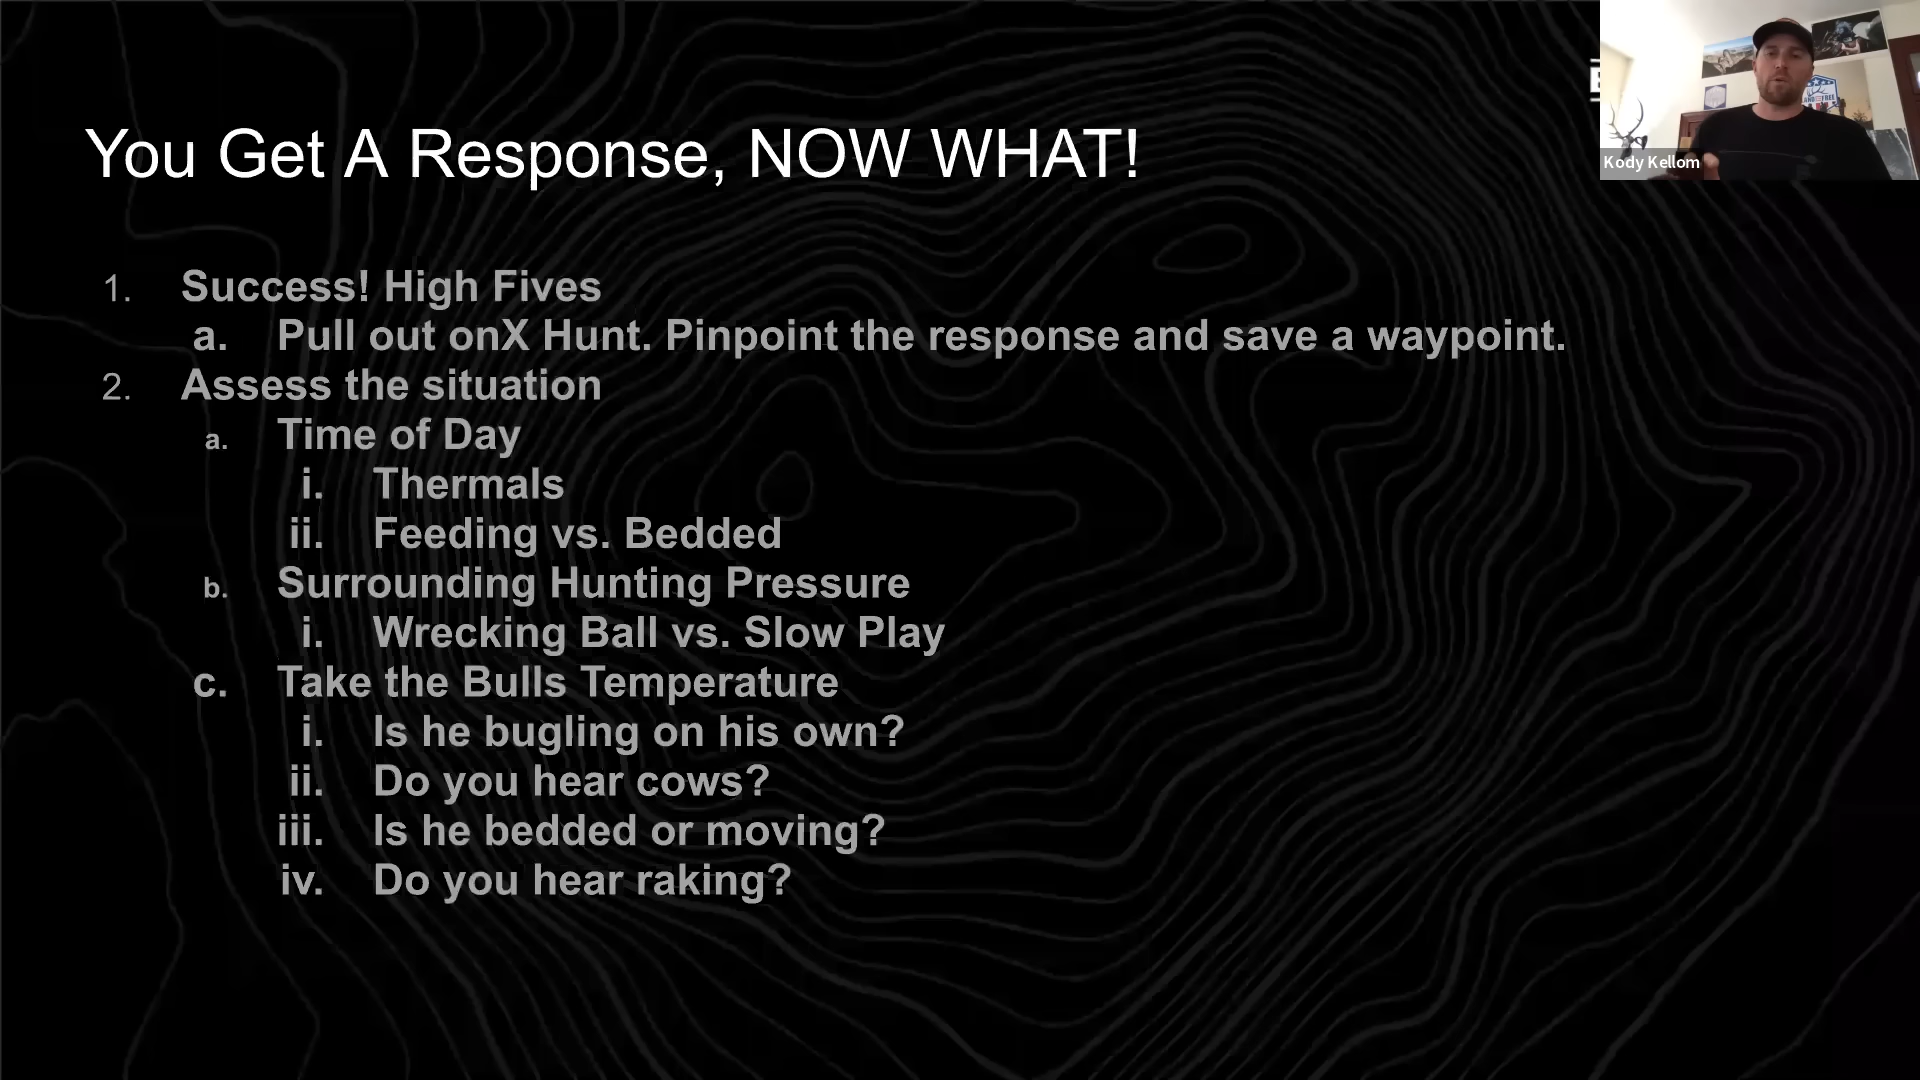 You Get A Response, NOW WHAT!
1. Success! High Fives
a. Pull out onX Hunt. Pinpoint the response and save a waypoint.
2. Assess the situation
a. Time of Day
i. Thermals
ii. Feeding vs. Bedded
b. Surrounding Hunting Pressure
i. Wrecking Ball vs. Slow Play
c. Take the Bulls Temperature
i. Is he bugling on his own?
ii. Do you hear cows?
iii. Is he bedded or moving?
iv. Do you hear raking?
Kody Kellom